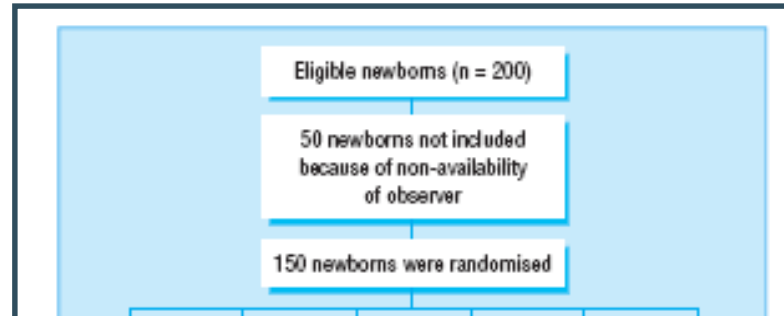 Eligible newborns (n = 200)
50 newborns not included
because of non-availability
of observer
150 newborns were randomised